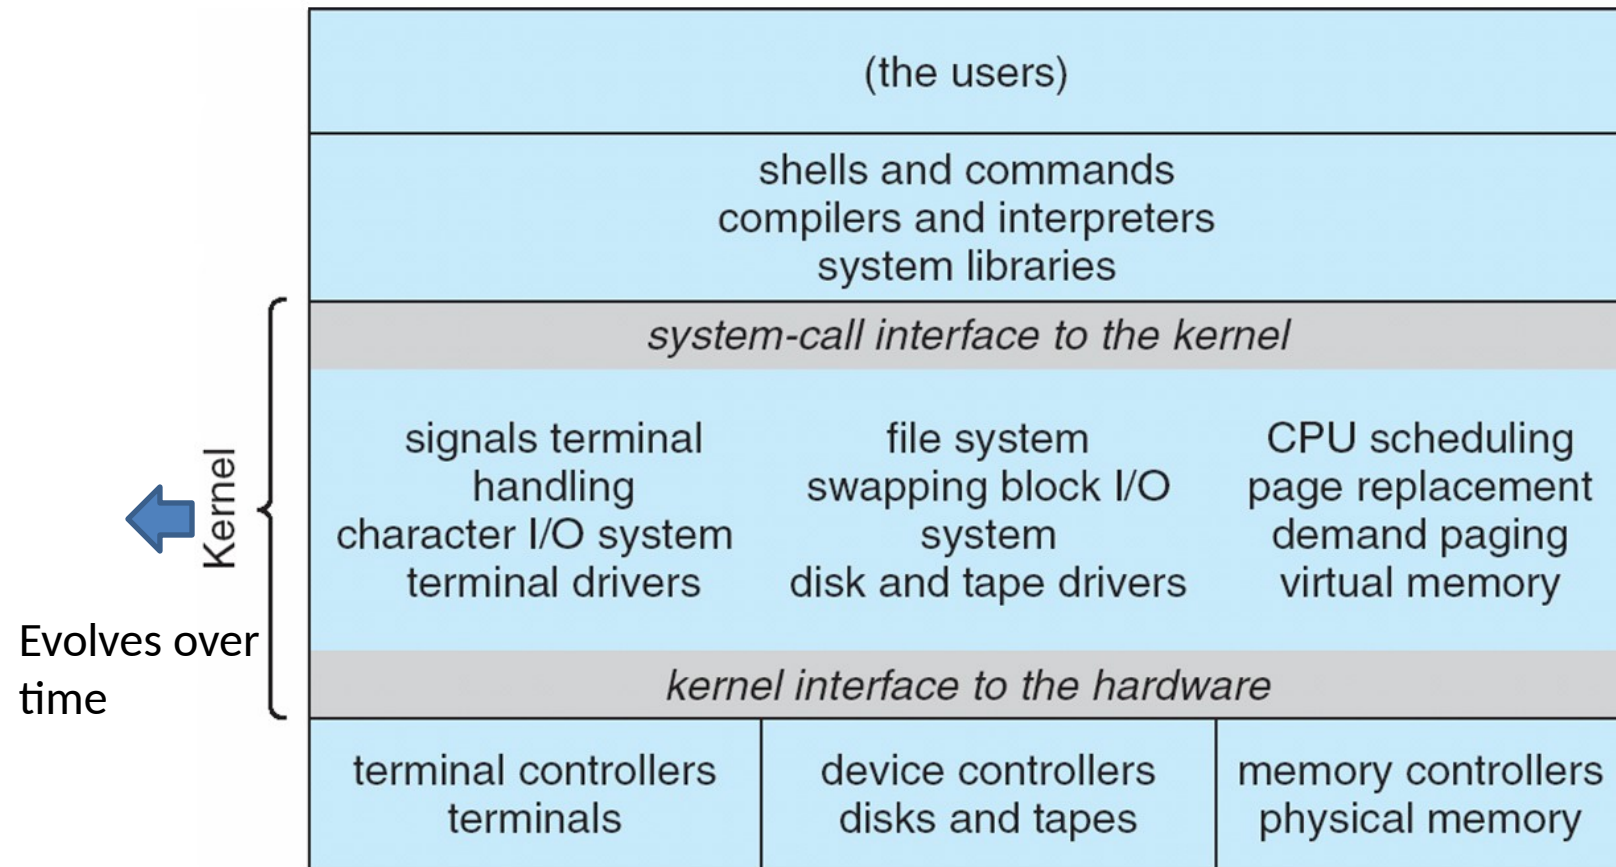 (the users)
shells and commands
compilers and interpreters
system libraries
system-call interface to the kernel
Kernel
Evolves over
time
signals terminal
handling
character I/O system
terminal drivers
file system
swapping block I/O
system
disk and tape drivers
CPU scheduling
page replacement
demand paging
virtual memory
kernel interface to the hardware
terminal controllers
terminals
device controllers
disks and tapes
memory controllers
physical memory